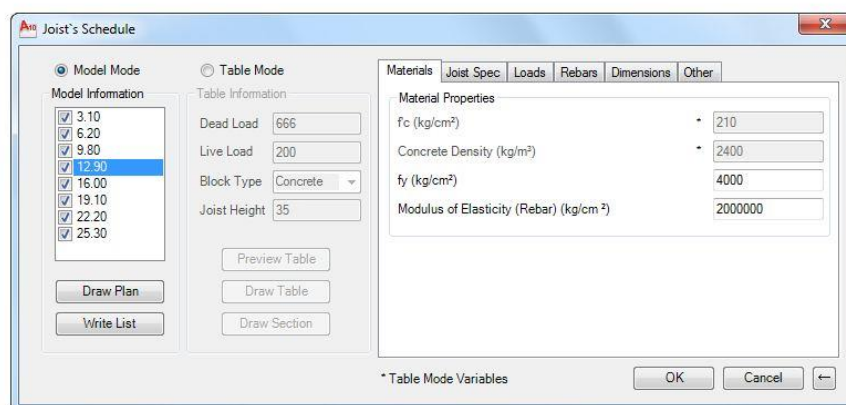 A10 Joist`s Schedule
Model Mode
Table Mode
Model Information
3.10
6.20
9.80
12.90
16.00
19.10
22.20
25.30
Draw Plan
Write List
Table Information
Dead Load 666
Live Load 200
Block Type Concrete
Joist Height 35
Preview Table
Draw Table
Draw Section
Materials Joist Spec Loads Rebars Dimensions Other
Material Properties
f'c (kg/cm²) * 210
Concrete Density (kg/m³) * 2400
fy (kg/cm²) 4000
Modulus of Elasticity (Rebar) (kg/cm ²) 2000000
* Table Mode Variables
OK Cancel ←